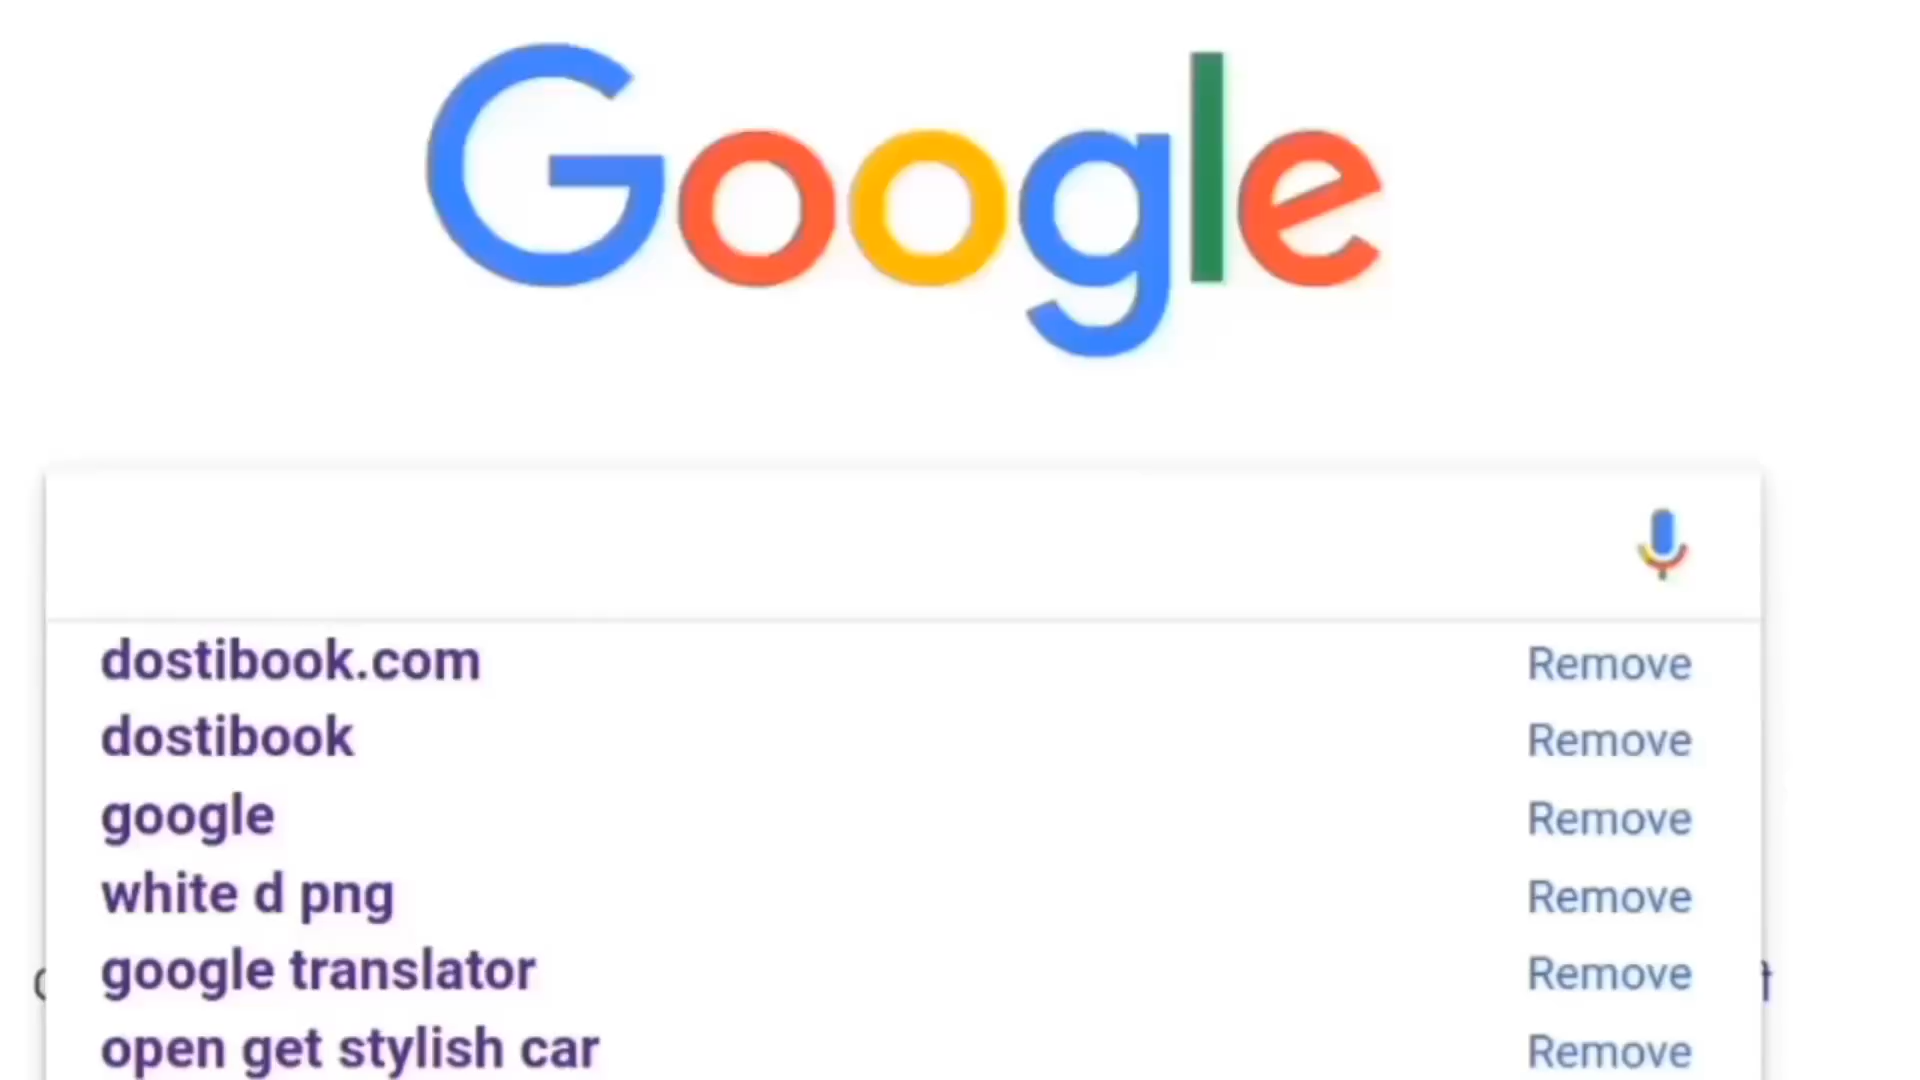 Google
dostibook.com Remove
dostibook Remove
google Remove
white d png Remove
google translator Remove
open get stylish car Remove